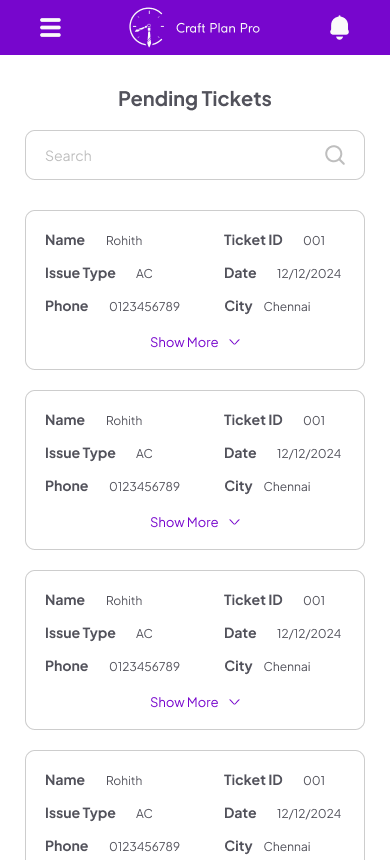 Craft Plan Pro
Pending Tickets
Search
Name Rohith Ticket ID 001
Issue Type AC Date 12/12/2024
Phone 0123456789 City Chennai
Show More
Name Rohith Ticket ID 001
Issue Type AC Date 12/12/2024
Phone 0123456789 City Chennai
Show More
Name Rohith Ticket ID 001
Issue Type AC Date 12/12/2024
Phone 0123456789 City Chennai
Show More
Name Rohith Ticket ID 001
Issue Type AC Date 12/12/2024
Phone 0123456789 City Chennai